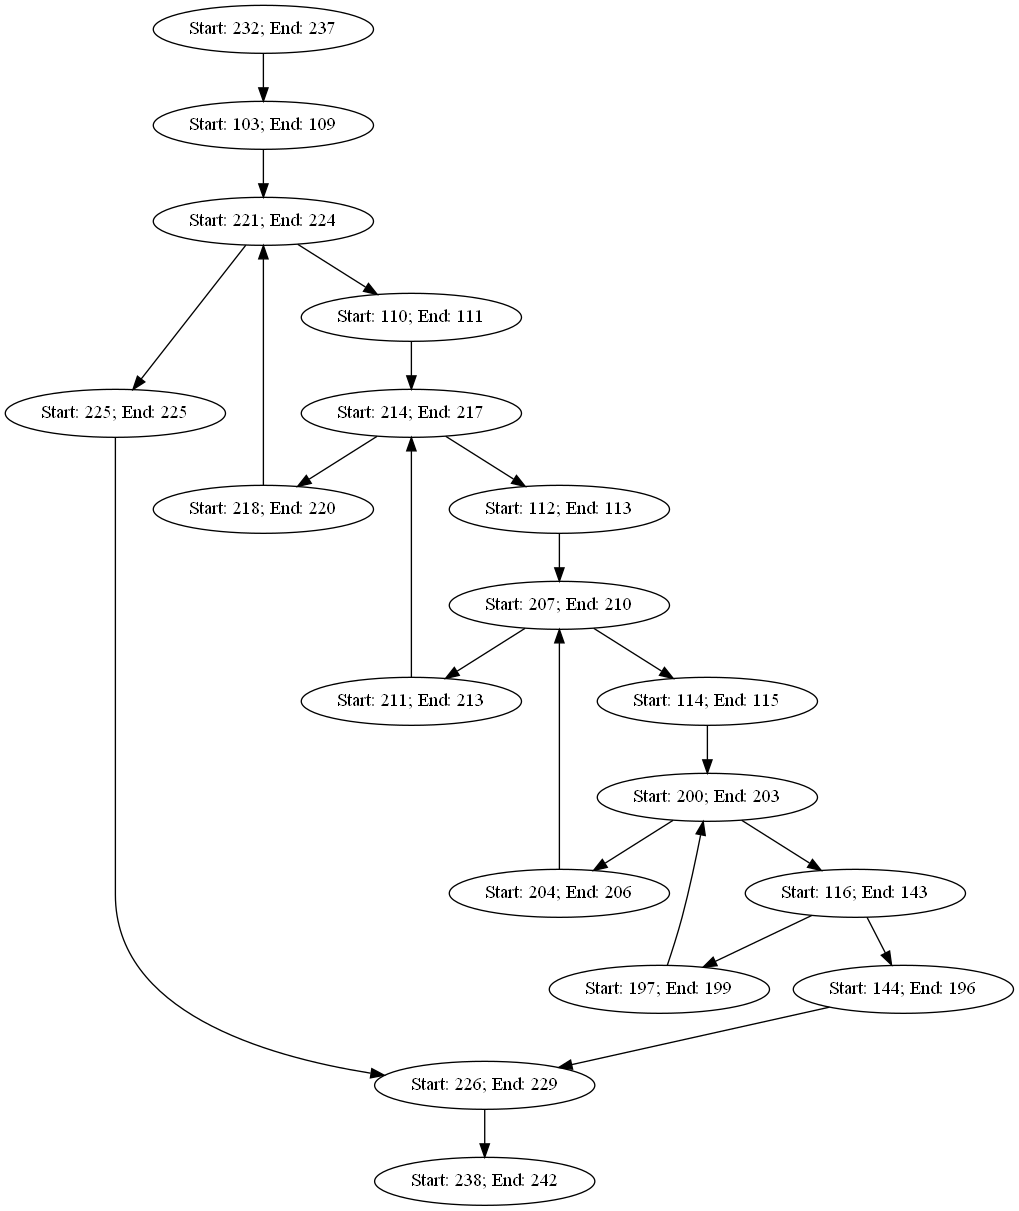 Start: 232; End: 237
Start: 103; End: 109
Start: 221; End: 224
Start: 110; End: 111
Start: 225; End: 225
Start: 214; End: 217
Start: 218; End: 220
Start: 112; End: 113
Start: 207; End: 210
Start: 211; End: 213
Start: 114; End: 115
Start: 200; End: 203
Start: 204; End: 206
Start: 116; End: 143
Start: 197; End: 199
Start: 144; End: 196
Start: 226; End: 229
Start: 238; End: 242